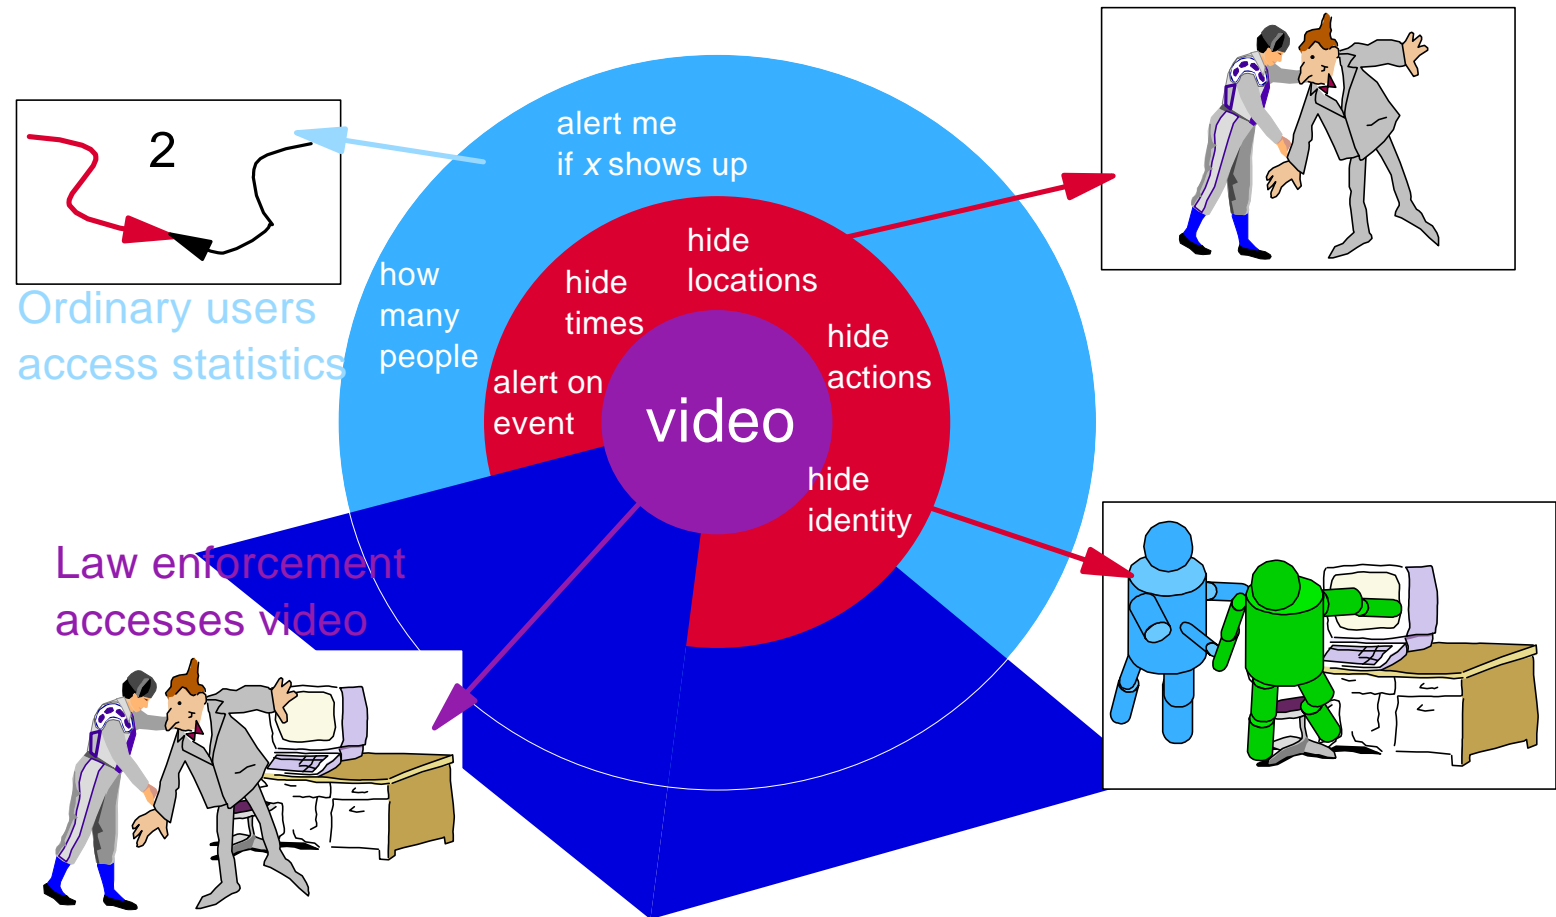 alert me
if x shows up
2
hide
locations
how
many
people
hide
times
Ordinary users
access statistics
hide
actions
alert on
event
video
hide
identity
Law enforcement
accesses video